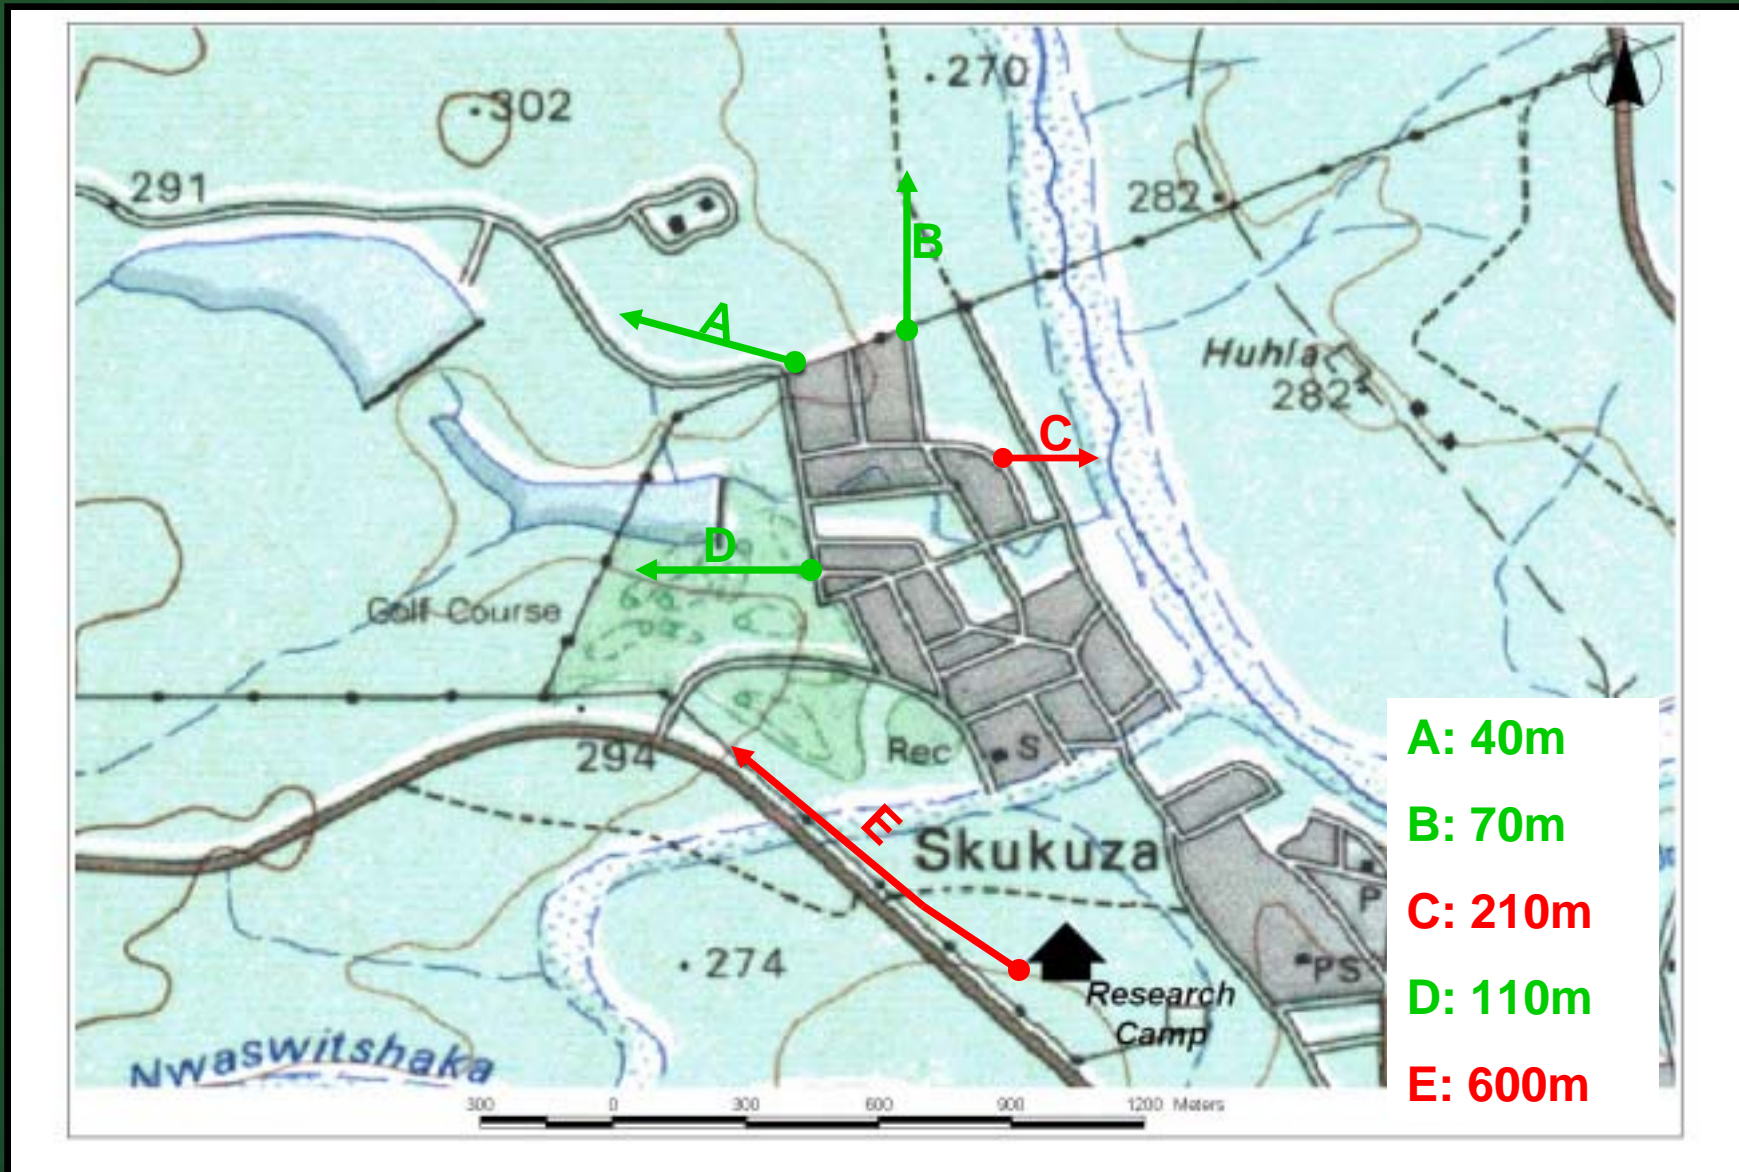 270
302
291
282
B
A
Huhla
282
C
D
Golf Course
294
Rec
S
A: 40m
B: 70m
C: 210m
D: 110m
E: 600m
E
Skukuza
P
274
PS
Research
Camp
Nwaswitshaka
300 0 300 600 900 1200 Meters